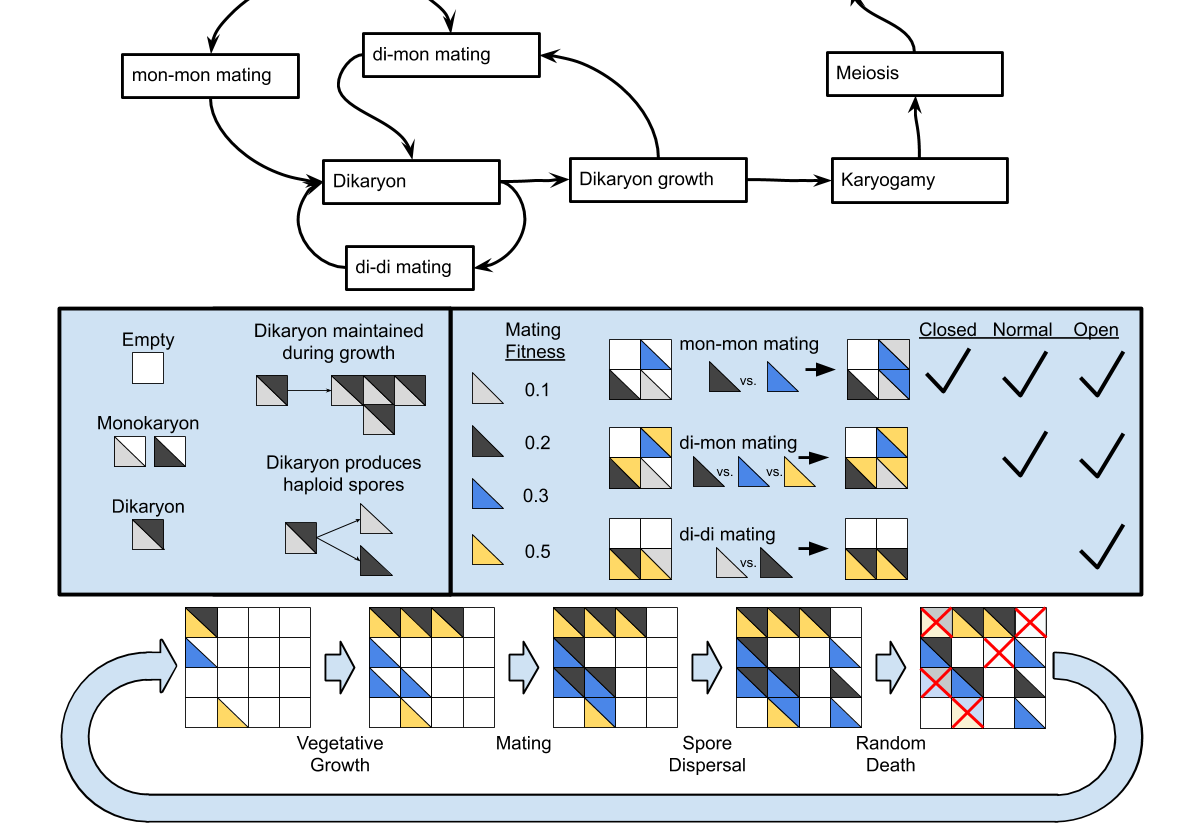 di-mon mating
mon-mon mating
Meiosis
Dikaryon
Dikaryon growth
Karyogamy
di-di mating
Empty
Monokaryon
Dikaryon
Dikaryon maintained
during growth
Dikaryon produces
haploid spores
Mating
Fitness
0.1
0.2
0.3
0.5
Closed Normal Open
mon-mon mating
vs.
di-mon mating
vs. vs.
di-di mating
vs.
Vegetative
Growth
Mating
Spore
Dispersal
Random
Death